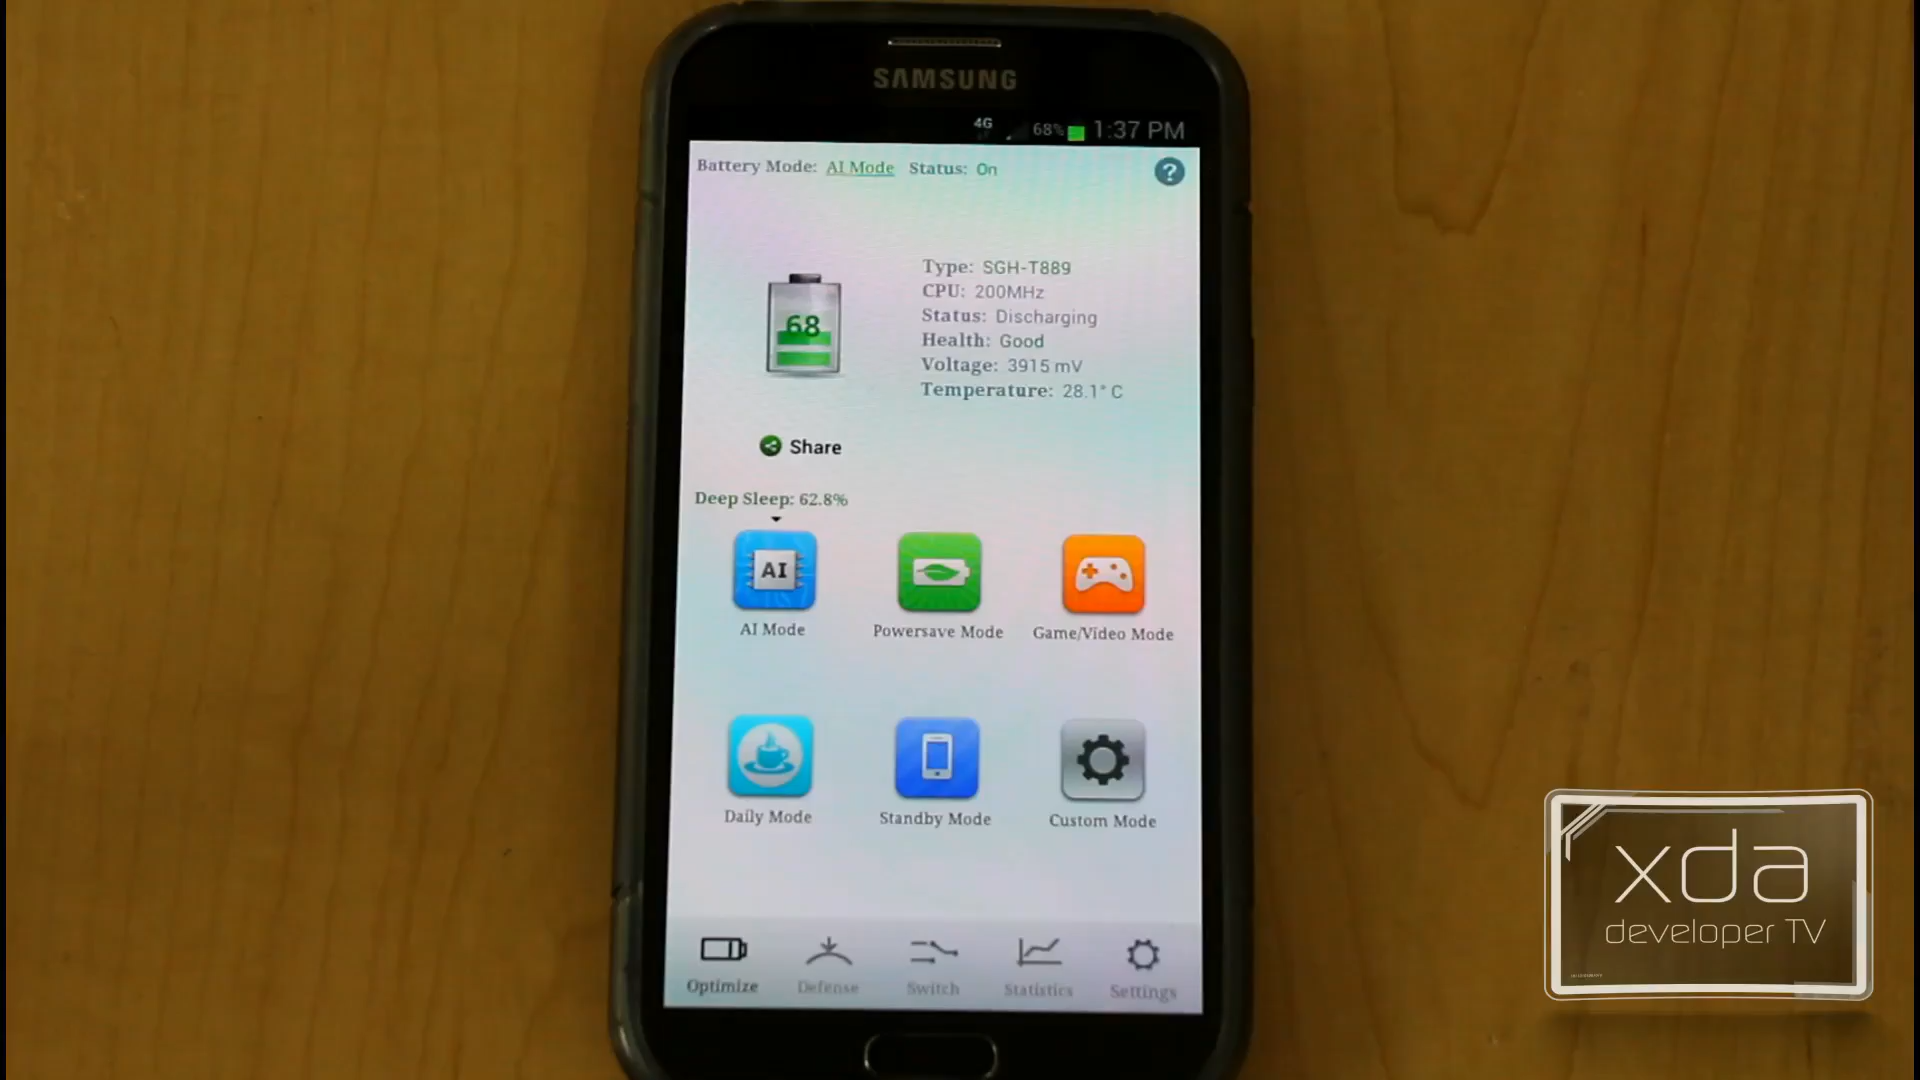 SAMSUNG
4G 68% 1:37 PM
Battery Mode: AI Mode Status: On
?
Type: SGH-T889
CPU: 200MHz
68
Status: Discharging
Health: Good
Voltage: 3915 mV
Temperature: 28.1° C
Share
Deep Sleep: 62.8%
AI
AI Mode Powersave Mode Game/Video Mode
Daily Mode Standby Mode Custom Mode
Optimize Defense Switch Statistics Settings
xda
developer TV